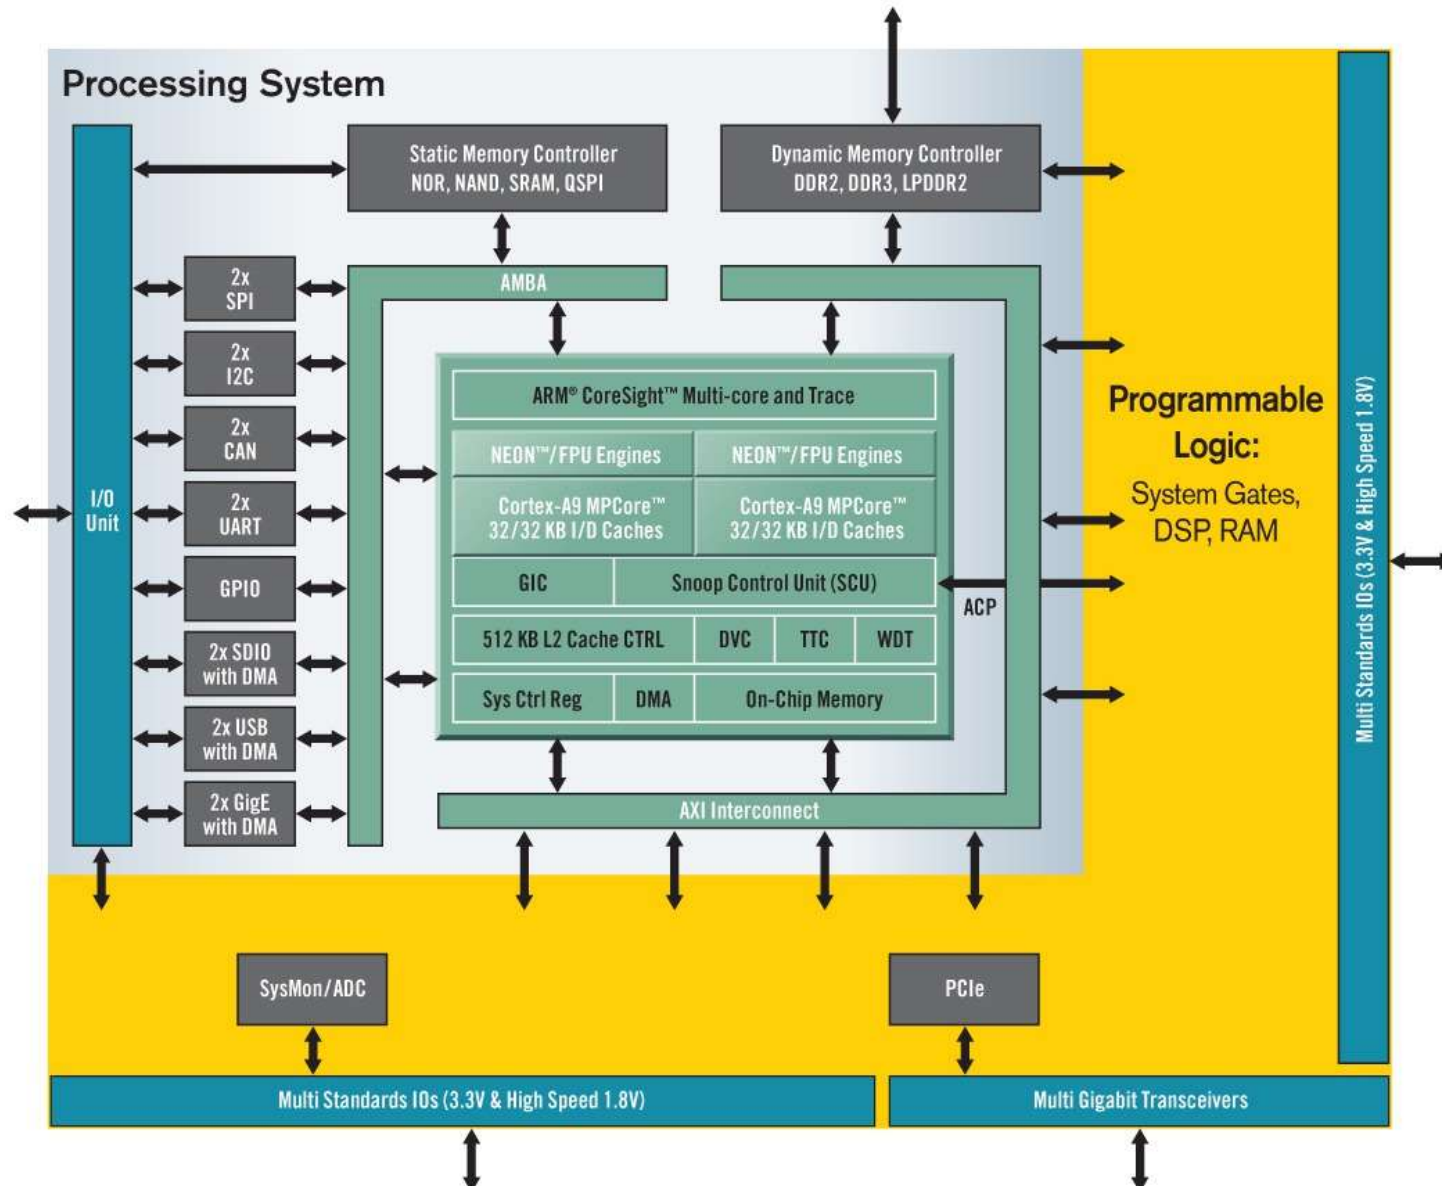 Processing System
Static Memory Controller
NOR, NAND, SRAM, QSPI
Dynamic Memory Controller
DDR2, DDR3, LPDDR2
I/O
Unit
2x
SPI
2x
I2C
2x
CAN
2x
UART
GPIO
2x SDIO
with DMA
2x USB
with DMA
2x GigE
with DMA
AMBA
ARM® CoreSight™ Multi-core and Trace
NEON™/FPU Engines
NEON™/FPU Engines
Cortex-A9 MPCore™
32/32 KB I/D Caches
Cortex-A9 MPCore™
32/32 KB I/D Caches
GIC
Snoop Control Unit (SCU)
ACP
512 KB L2 Cache CTRL
DVC
TTC
WDT
Sys Ctrl Reg
DMA
On-Chip Memory
AXI Interconnect
Programmable
Logic:
System Gates,
DSP, RAM
Multi Standards IOs (3.3V & High Speed 1.8V)
SysMon/ADC
PCIe
Multi Standards IOs (3.3V & High Speed 1.8V)
Multi Gigabit Transceivers